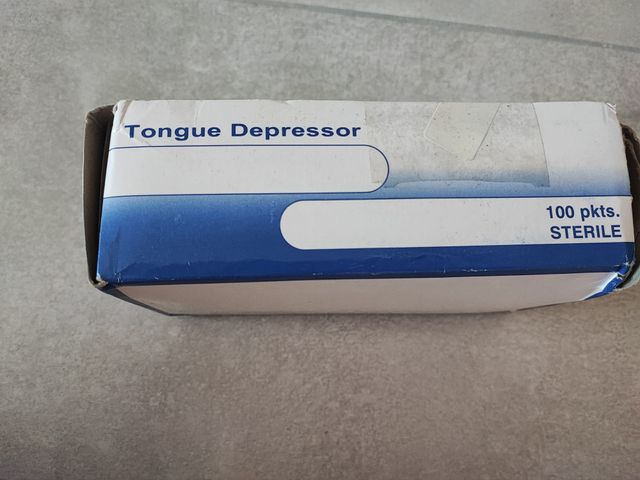 Tongue Depressor
100 pkts.
STERILE